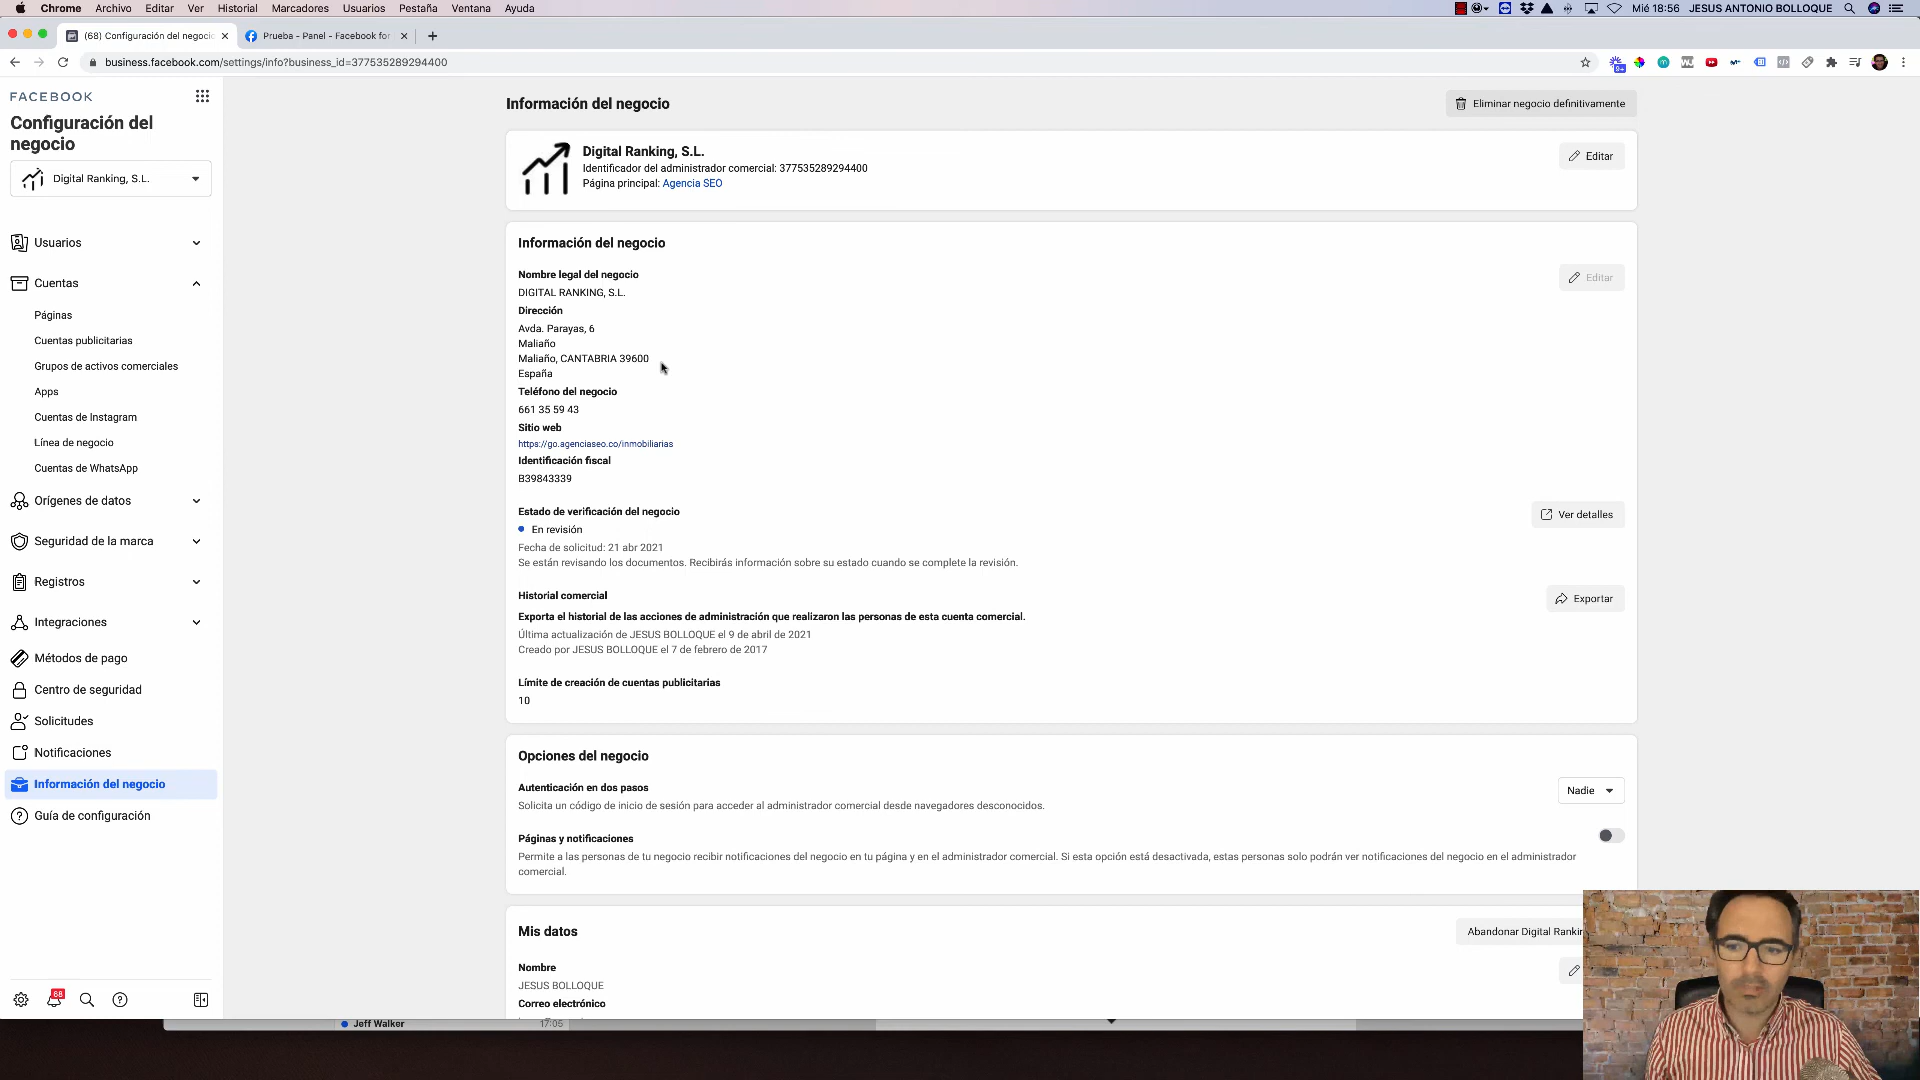 Chrome Archivo Editar Ver Historial Marcadores Usuarios Pestaña Ventana Ayuda
Mié 18:56 JESUS ANTONIO BOLLOQUE
(68) Configuración del negocio
Prueba - Panel - Facebook for
business.facebook.com/settings/info?business_id=377535289294400
FACEBOOK
Configuración del
negocio
Digital Ranking, S.L.
Usuarios
Cuentas
Páginas
Cuentas publicitarias
Grupos de activos comerciales
Apps
Cuentas de Instagram
Línea de negocio
Cuentas de WhatsApp
Orígenes de datos
Seguridad de la marca
Registros
Integraciones
Métodos de pago
Centro de seguridad
Solicitudes
Notificaciones
Información del negocio
Guía de configuración
68
Información del negocio
Eliminar negocio definitivamente
Digital Ranking, S.L.
Identificador del administrador comercial: 377535289294400
Página principal: Agencia SEO
Editar
Información del negocio
Nombre legal del negocio
Editar
DIGITAL RANKING, S.L.
Dirección
Avda. Parayas, 6
Maliaño
Maliaño, CANTABRIA 39600
España
Teléfono del negocio
661 35 59 43
Sitio web
https://go.agenciaseo.co/inmobiliarias
Identificación fiscal
B39843339
Estado de verificación del negocio
Ver detalles
En revisión
Fecha de solicitud: 21 abr 2021
Se están revisando los documentos. Recibirás información sobre su estado cuando se complete la revisión.
Historial comercial
Exportar
Exporta el historial de las acciones de administración que realizaron las personas de esta cuenta comercial.
Última actualización de JESUS BOLLOQUE el 9 de abril de 2021
Creado por JESUS BOLLOQUE el 7 de febrero de 2017
Límite de creación de cuentas publicitarias
10
Opciones del negocio
Autenticación en dos pasos
Nadie
Solicita un código de inicio de sesión para acceder al administrador comercial desde navegadores desconocidos.
Páginas y notificaciones
Permite a las personas de tu negocio recibir notificaciones del negocio en tu página y en el administrador comercial. Si esta opción está desactivada, estas personas solo podrán ver notificaciones del negocio en el administrador
comercial.
Mis datos
Abandonar Digital Rankin
Nombre
JESUS BOLLOQUE
Correo electrónico
Jeff Walker 17:05